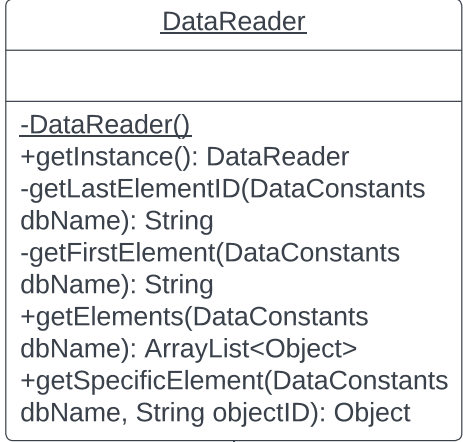 DataReader
-DataReader()
+getInstance(): DataReader
-getLastElementID(DataConstants
dbName): String
-getFirstElement(DataConstants
dbName): String
+getElements(DataConstants
dbName): ArrayList<Object>
+getSpecificElement(DataConstants
dbName, String objectID): Object